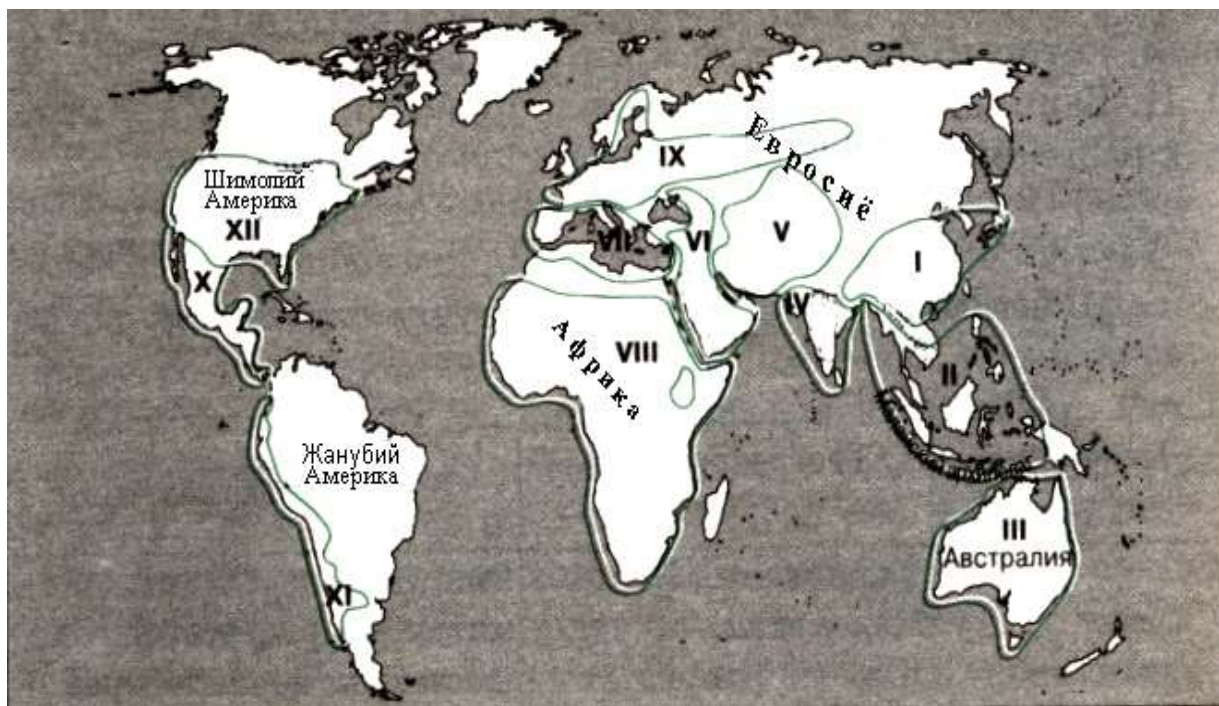 Шимолий
Америка
XII
X
Жанубий
Америка
XI
Евросиё
IX
V
VI
VII
I
IV
Африка
VIII
II
III
Австралия